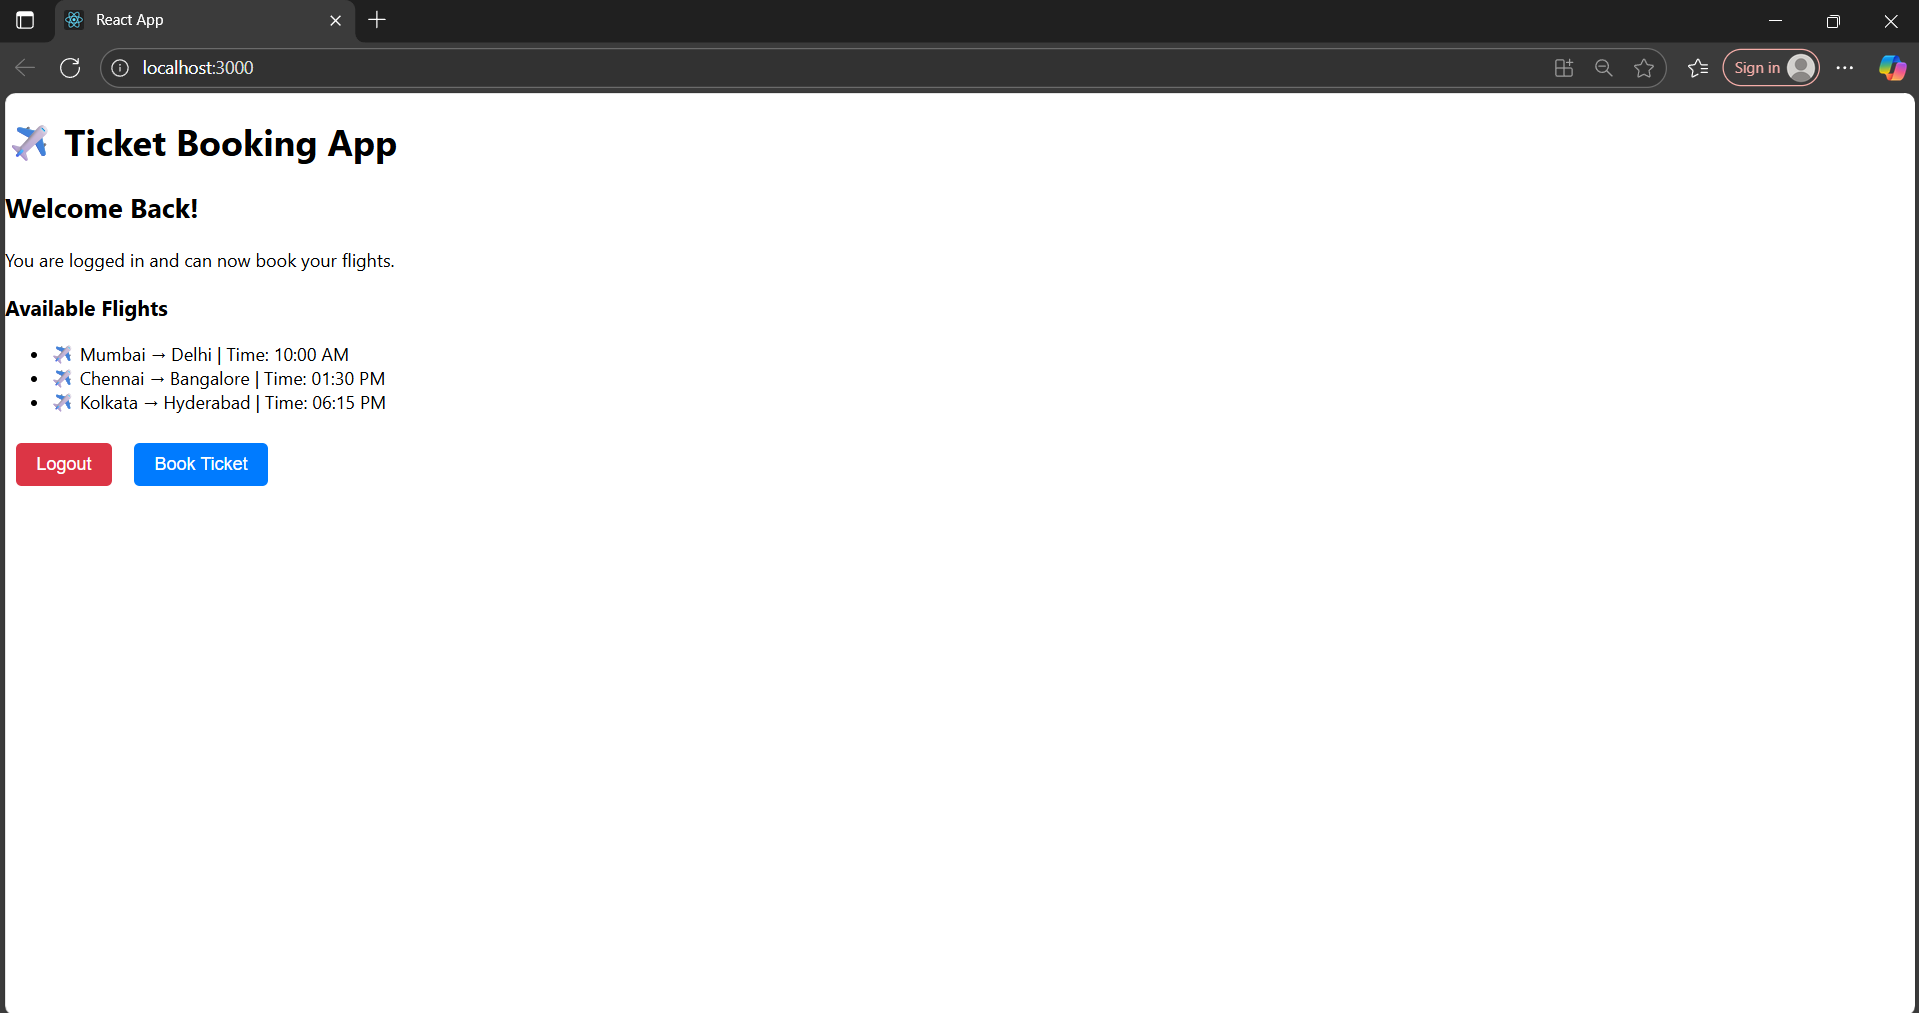 React App
localhost:3000
Sign in
✈️ Ticket Booking App
Welcome Back!
You are logged in and can now book your flights.
Available Flights
• ✈️ Mumbai → Delhi | Time: 10:00 AM
• ✈️ Chennai → Bangalore | Time: 01:30 PM
• ✈️ Kolkata → Hyderabad | Time: 06:15 PM
Logout Book Ticket